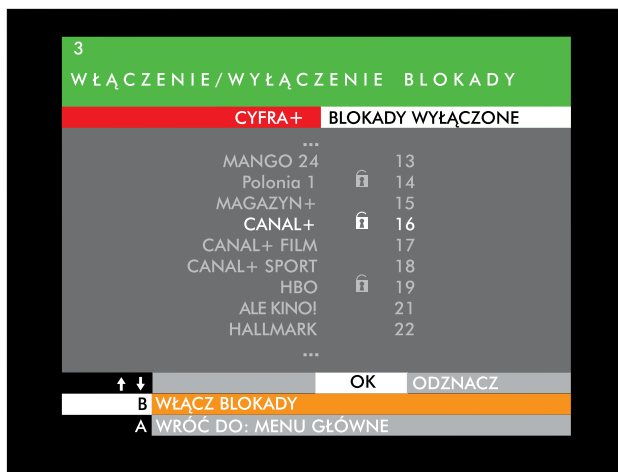 3
WŁĄCZENIE/WYŁĄCZENIE BLOKADY
CYFRA+ BLOKADY WYŁĄCZONE
...
MANGO 24 13
Polonia 1 14
MAGAZYN+ 15
CANAL+ 16
CANAL+ FILM 17
CANAL+ SPORT 18
HBO 19
ALE KINO! 21
HALLMARK 22
...
OK ODZNACZ
B WŁĄCZ BLOKADY
A WRÓĆ DO: MENU GŁÓWNE